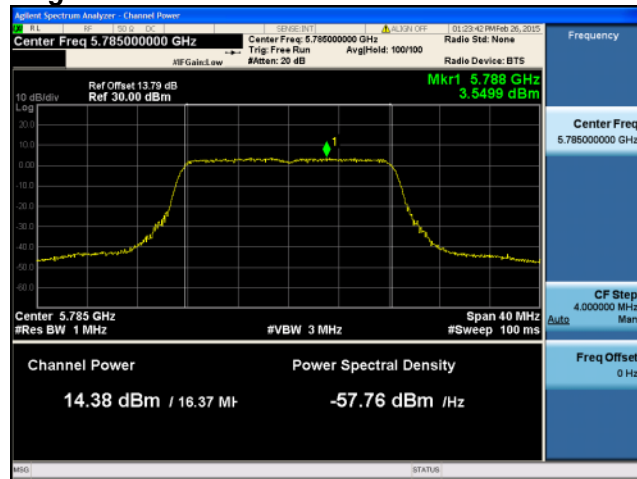 Agilent Spectrum Analyzer - Channel Power
RL RF 50 Ω DC SENSE:INT ALIGN OFF 01:23:42 PM Feb 26, 2015
Center Freq 5.785000000 GHz
Center Freq: 5.785000000 GHz
Radio Std: None
Trig: Free Run Avg|Hold: 100/100
#IFGain:Low #Atten: 20 dB Radio Device: BTS
Ref Offset 13.79 dB
10 dB/div Ref 30.00 dBm
Log
Mkr1 5.788 GHz
3.5499 dBm
20.0
10.0
0.00
-10.0
-20.0
-30.0
-40.0
-50.0
-60.0
1
Center 5.785 GHz Span 40 MHz
#Res BW 1 MHz #VBW 3 MHz #Sweep 100 ms
Channel Power Power Spectral Density
14.38 dBm / 16.37 MH -57.76 dBm /Hz
MSG STATUS
Frequency
Center Freq
5.785000000 GHz
CF Step
4.000000 MHz
Auto Man
Freq Offset
0 Hz